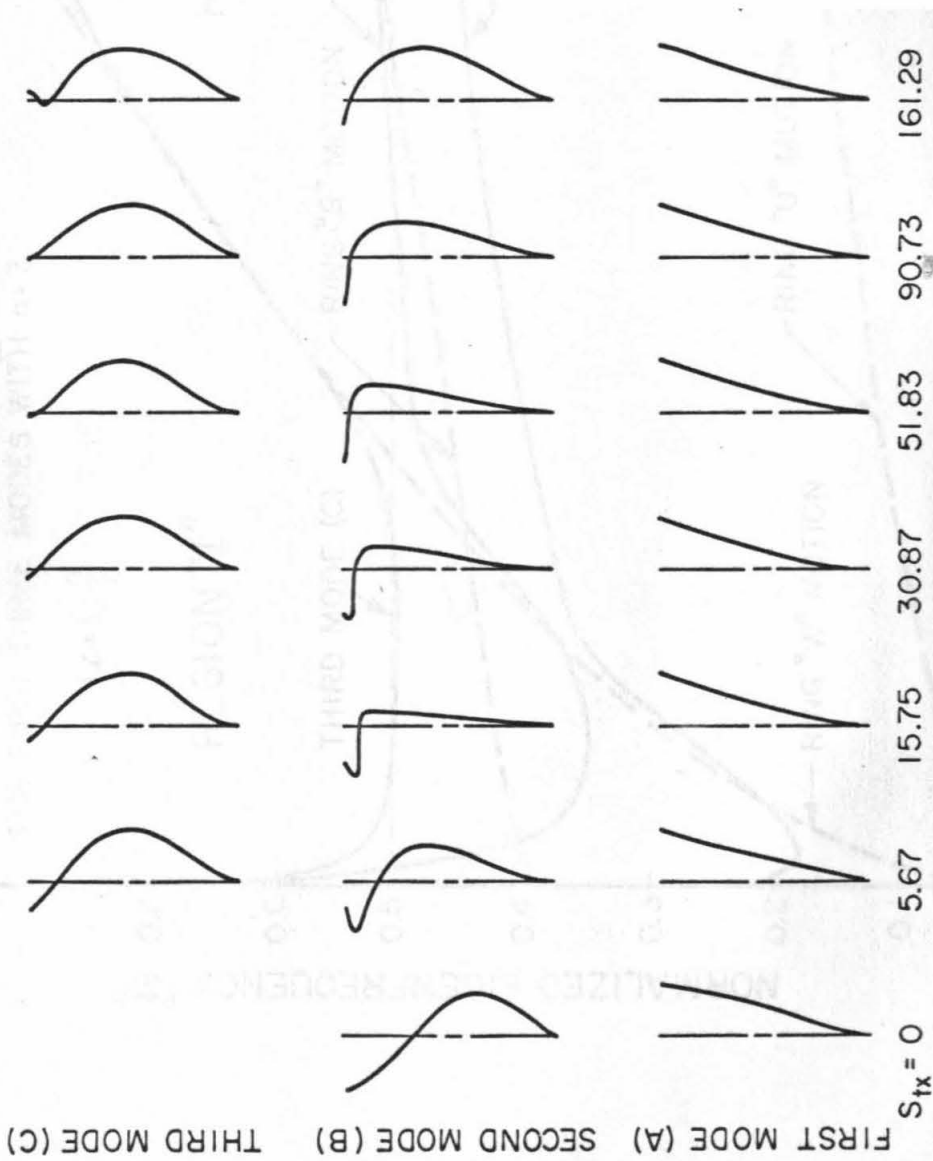 THIRD MODE (C)
SECOND MODE (B)
FIRST MODE (A)
Stx = 0 5.67 15.75 30.87 51.83 90.73 161.29